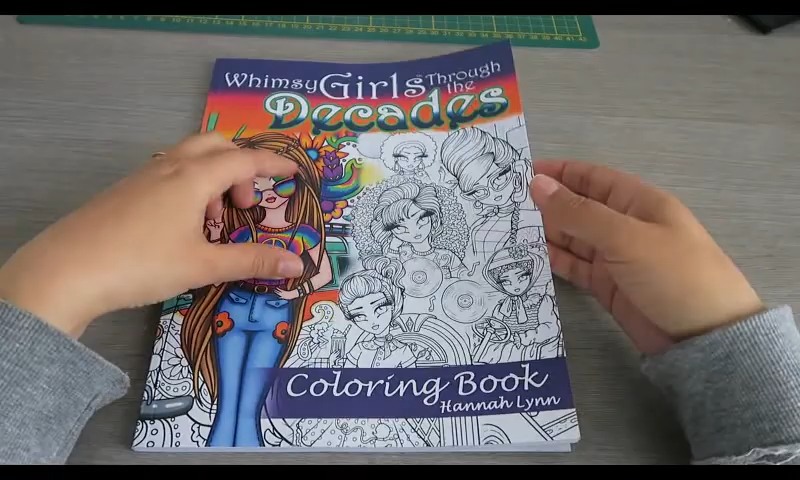 Whimsy Girls Through
the
Decades
Coloring Book
Hannah Lynn